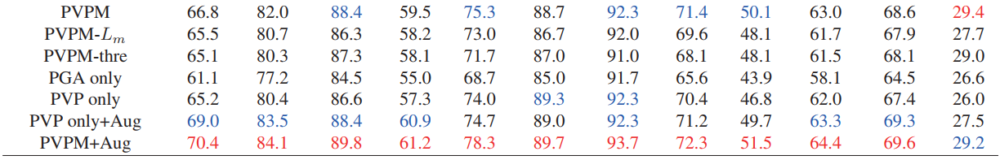 PVPM 66.8 82.0 88.4 59.5 75.3 88.7 92.3 71.4 50.1 63.0 68.6 29.4
PVPM-Lm 65.5 80.7 86.3 58.2 73.0 86.7 92.0 69.6 48.1 61.7 67.9 27.7
PVPM-thre 65.1 80.3 87.3 58.1 71.7 87.0 91.0 68.1 48.1 61.5 68.1 29.0
PGA only 61.1 77.2 84.5 55.0 68.7 85.0 91.7 65.6 43.9 58.1 64.5 26.6
PVP only 65.2 80.4 86.6 57.3 74.0 89.3 92.3 70.4 46.8 62.0 67.4 26.0
PVP only+Aug 69.0 83.5 88.4 60.9 74.7 89.0 92.3 71.2 49.7 63.3 69.3 27.5
PVPM+Aug 70.4 84.1 89.8 61.2 78.3 89.7 93.7 72.3 51.5 64.4 69.6 29.2